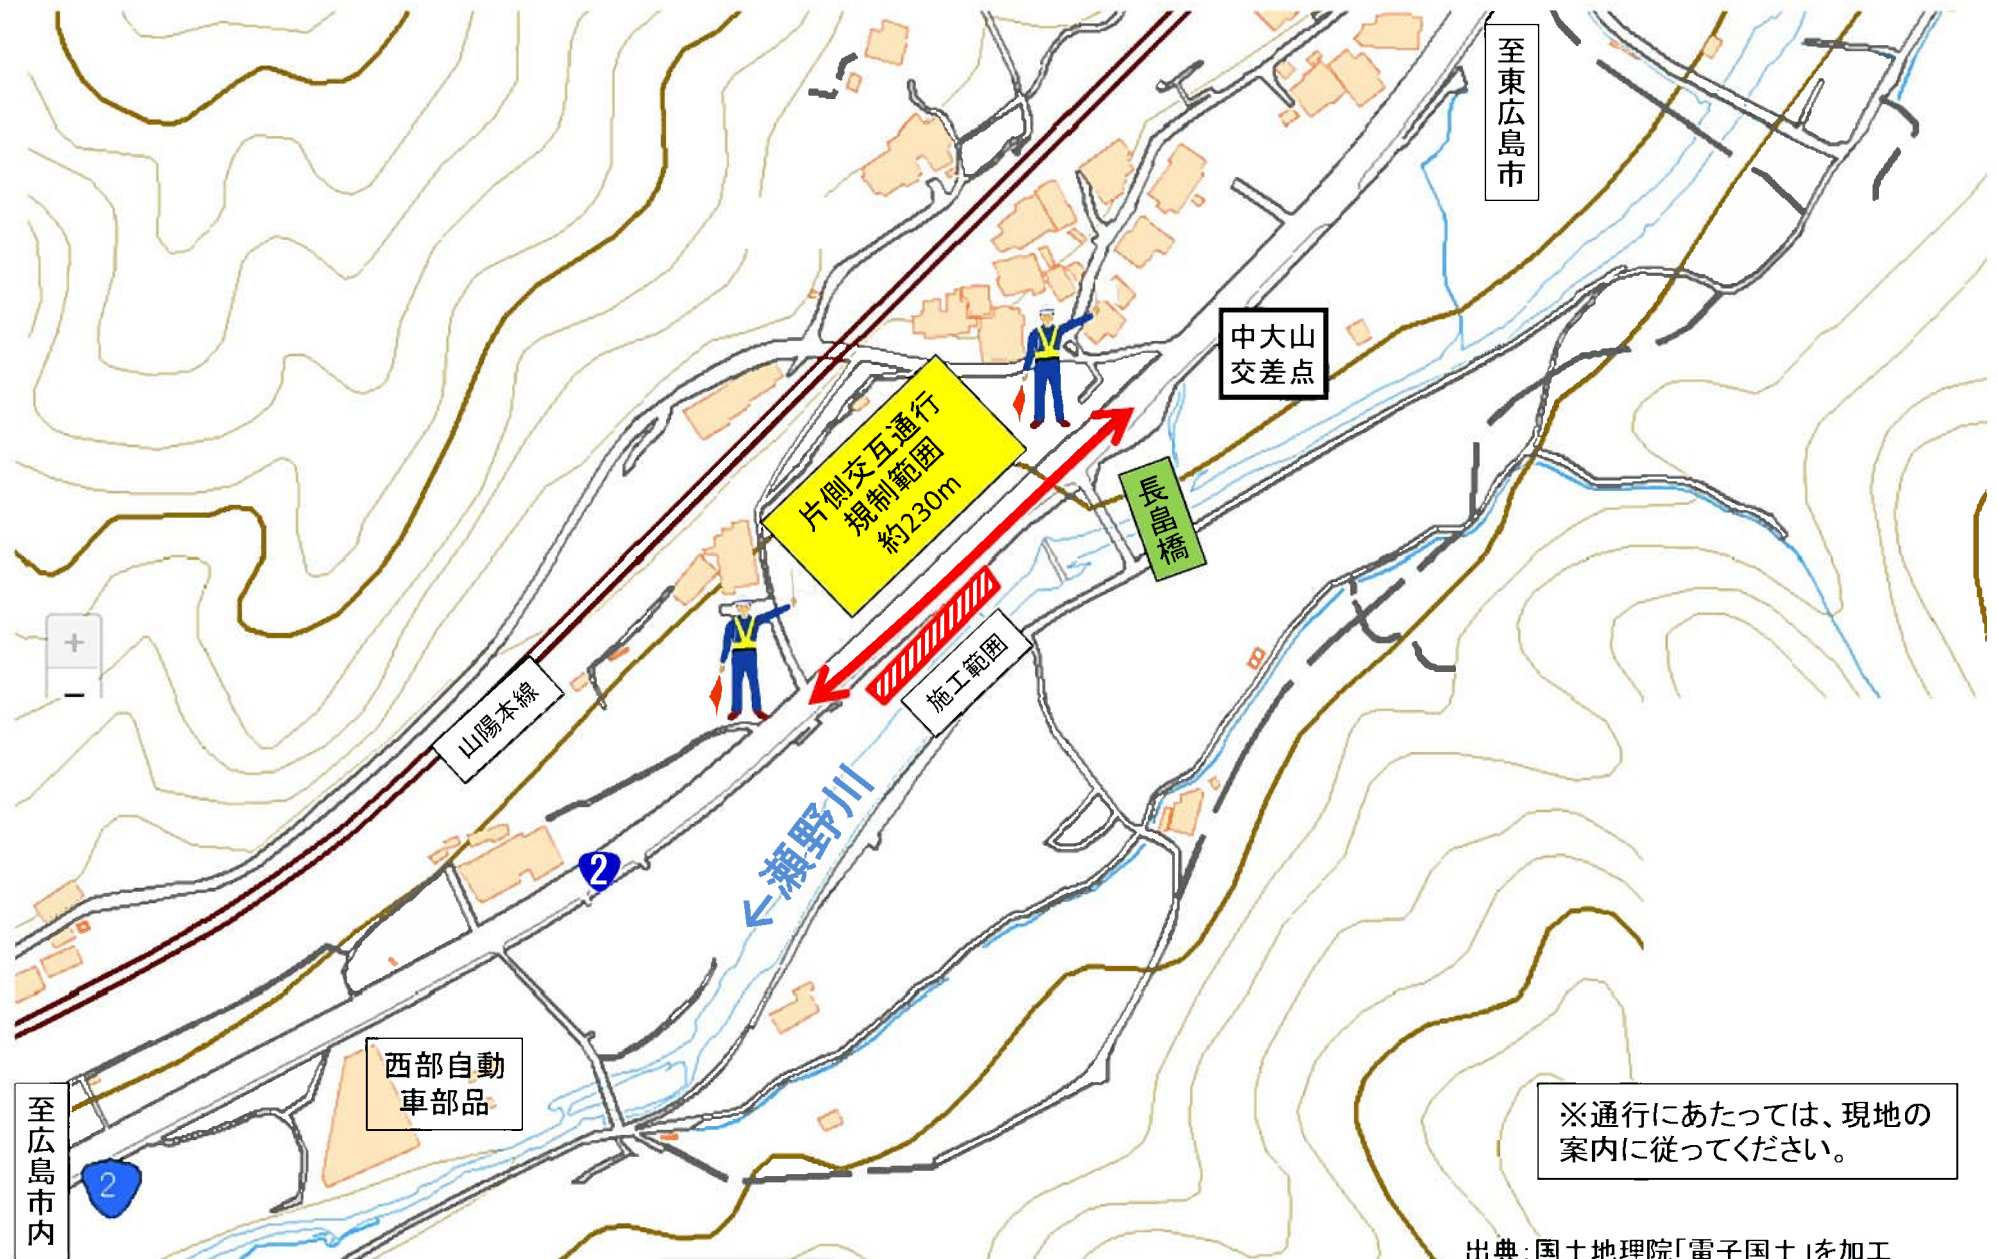 至東広島市
中大山
交差点
片側交互通行
規制範囲
約230m
長畠橋
施工範囲
山陽本線
←瀬野川
2
西部自動
車部品
至広島市内
2
※通行にあたっては、現地の
案内に従ってください。
出典:国土地理院「電子国土」を加工
+